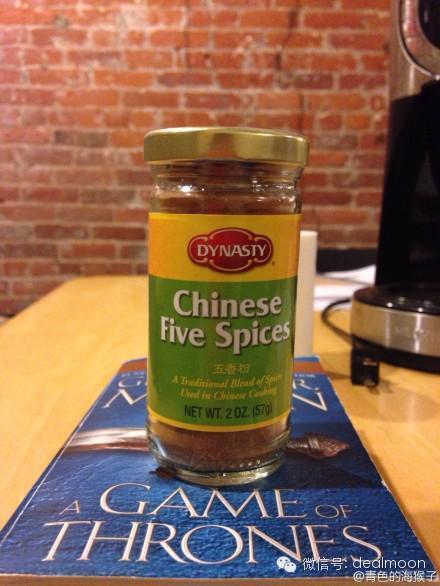 DYNASTY
Chinese
Five Spices
五香粉
A Traditional Blend of Spices
Used in Chinese Cooking
NET WT. 2 OZ. (57g)
A
GAME OF
THRONES
微信号: dedlmoon
@青色的海猴子